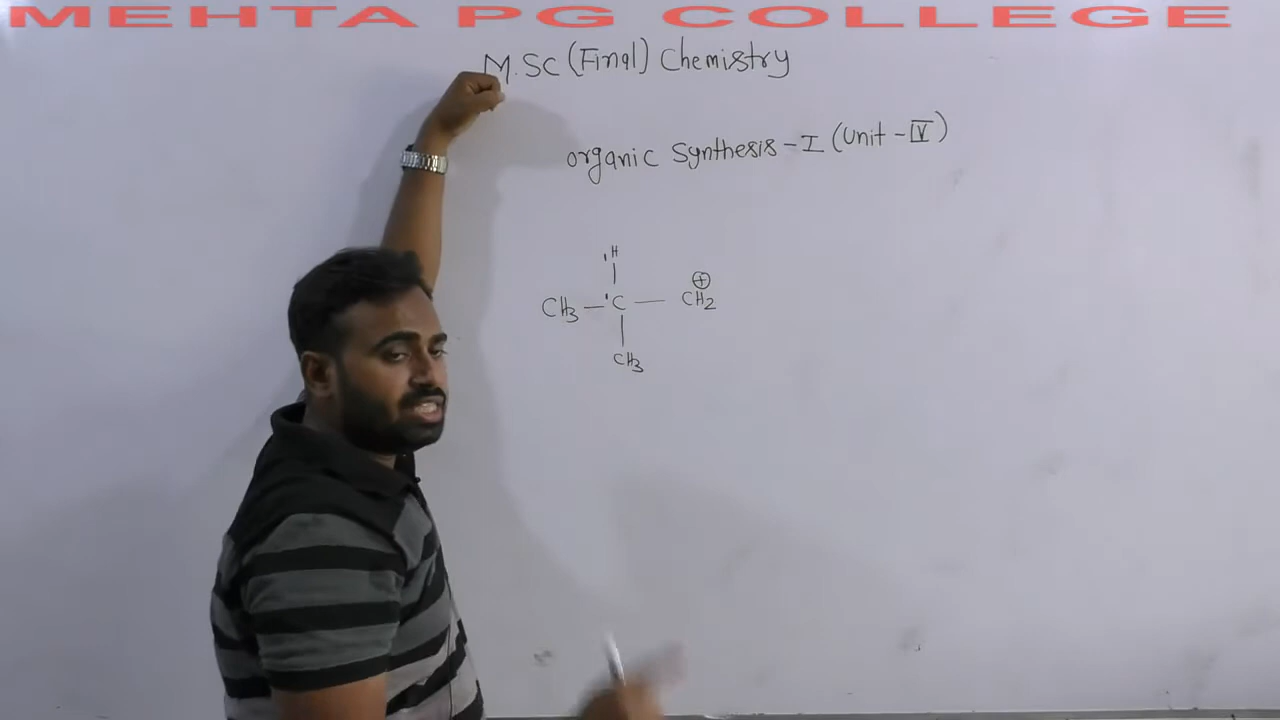 MEHTA PG COLLEGE
M.SC (Final) Chemistry
organic Synthesis - I (Unit - IV)
H
CH3 — C — CH2 ⊕
CH3